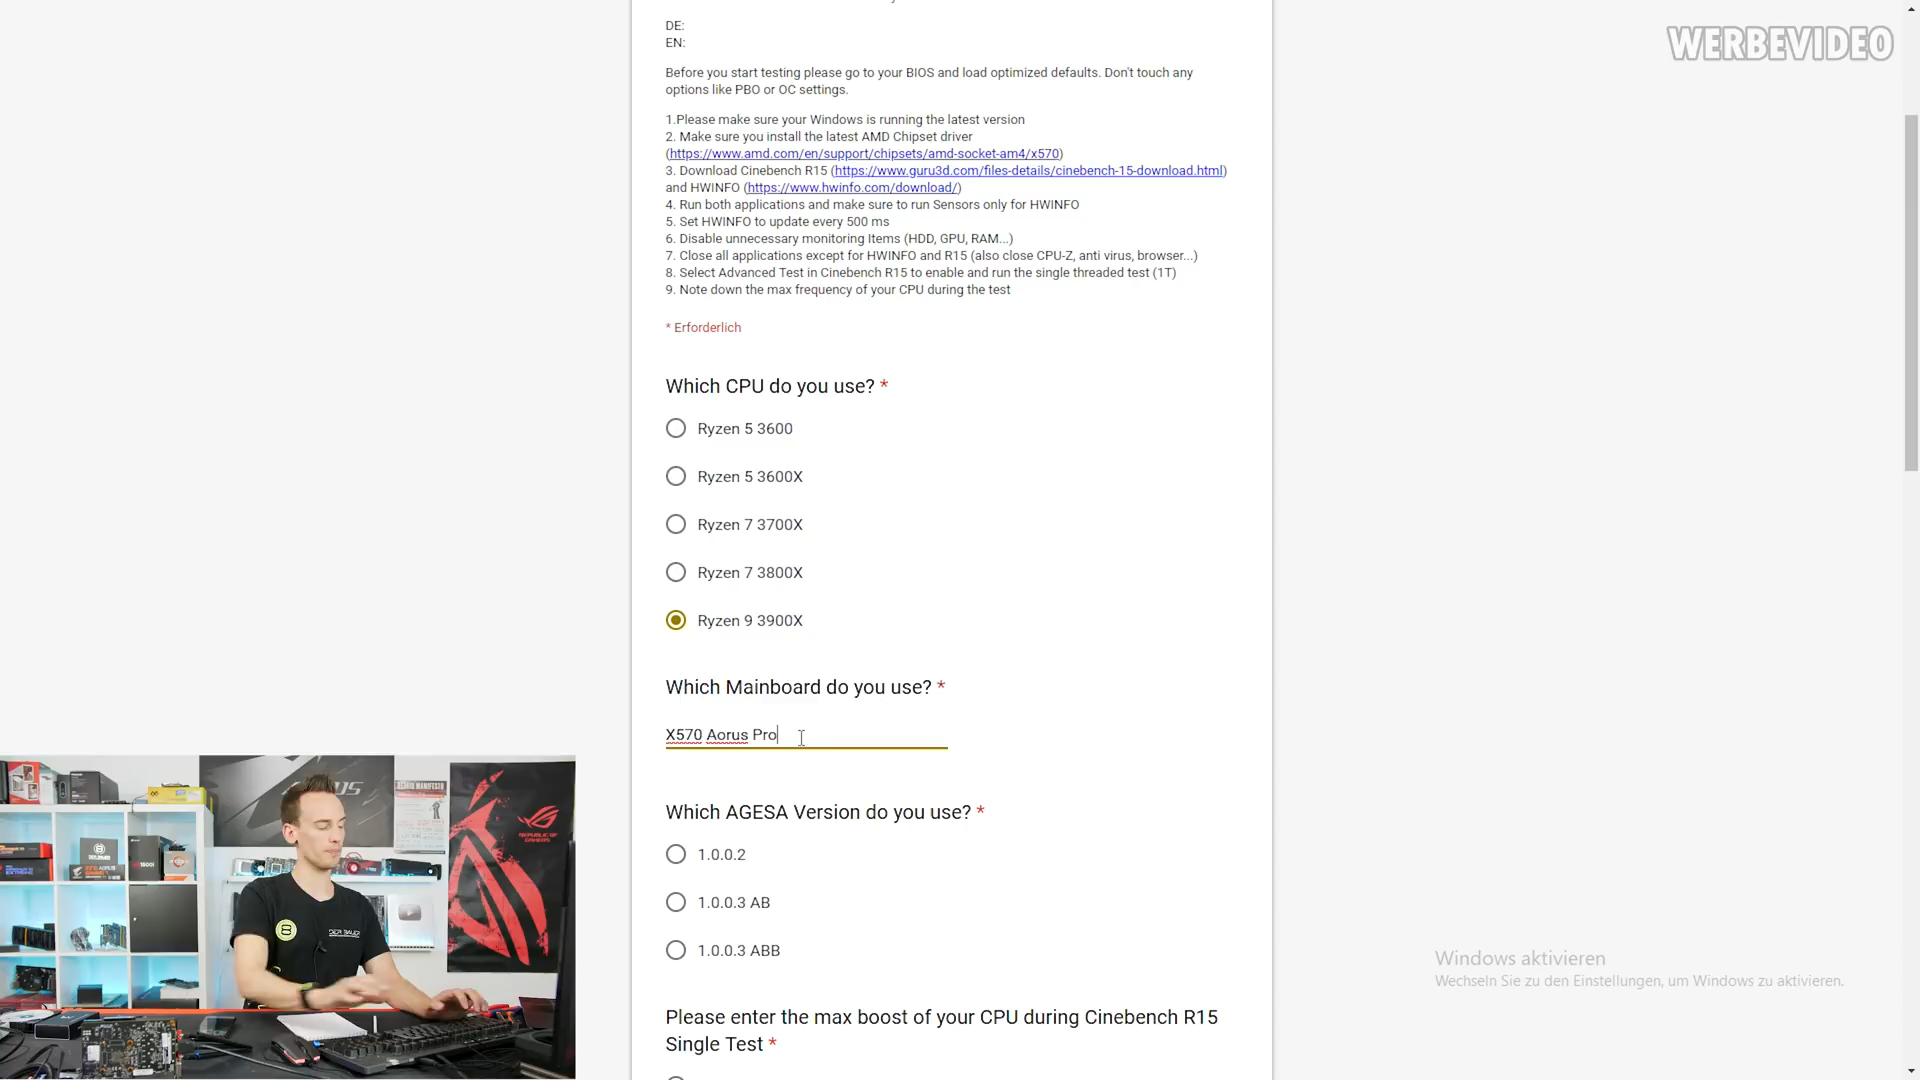 WERBEVIDEO
DE:
EN:
Before you start testing please go to your BIOS and load optimized defaults. Don't touch any
options like PBO or OC settings.
1.Please make sure your Windows is running the latest version
2. Make sure you install the latest AMD Chipset driver
(https://www.amd.com/en/support/chipsets/amd-socket-am4/x570)
3. Download Cinebench R15 (https://www.guru3d.com/files-details/cinebench-15-download.html)
and HWINFO (https://www.hwinfo.com/download/)
4. Run both applications and make sure to run Sensors only for HWINFO
5. Set HWINFO to update every 500 ms
6. Disable unnecessary monitoring Items (HDD, GPU, RAM...)
7. Close all applications except for HWINFO and R15 (also close CPU-Z, anti virus, browser...)
8. Select Advanced Test in Cinebench R15 to enable and run the single threaded test (1T)
9. Note down the max frequency of your CPU during the test
* Erforderlich
Which CPU do you use? *
Ryzen 5 3600
Ryzen 5 3600X
Ryzen 7 3700X
Ryzen 7 3800X
Ryzen 9 3900X
Which Mainboard do you use? *
X570 Aorus Pro
Which AGESA Version do you use? *
1.0.0.2
1.0.0.3 AB
1.0.0.3 ABB
Please enter the max boost of your CPU during Cinebench R15
Single Test *
Windows aktivieren
Wechseln Sie zu den Einstellungen, um Windows zu aktivieren.
REPUBLIC OF
GAMERS
DER BAUER